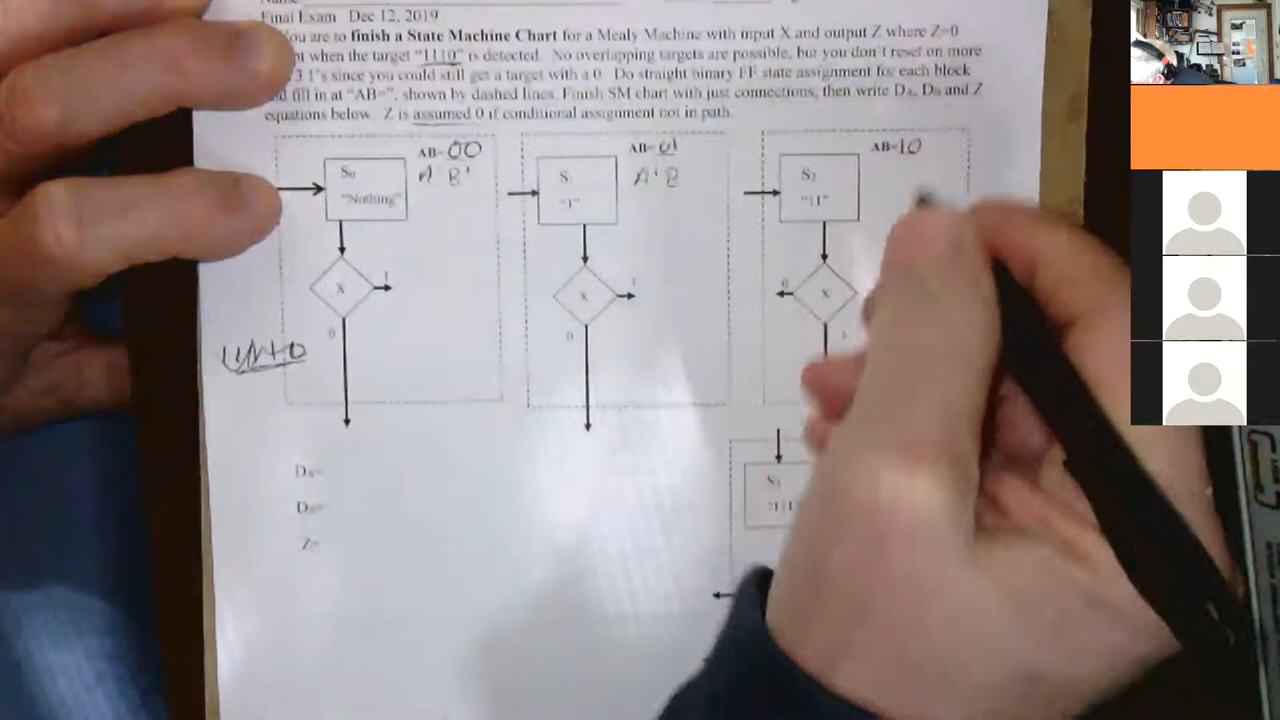 Final Exam Dec 12, 2019
You are to finish a State Machine Chart for a Mealy Machine with input X and output Z where Z=0
when the target "1110" is detected. No overlapping targets are possible, but you don't reset on more
3 1's since you could still get a target with a 0. Do straight binary FF state assignment for each block
fill in at "AB=", shown by dashed lines. Finish SM chart with just connections, then write DA, DB and Z
equations below. Z is assumed 0 if conditional assignment not in path.
AB=00
AB=01
AB=10
S0
A'B'
S
A'B
S2
"Nothing"
"1"
"11"
X
1
X
1
0
X
0
0
1
DA=
S3
DB=
Z=